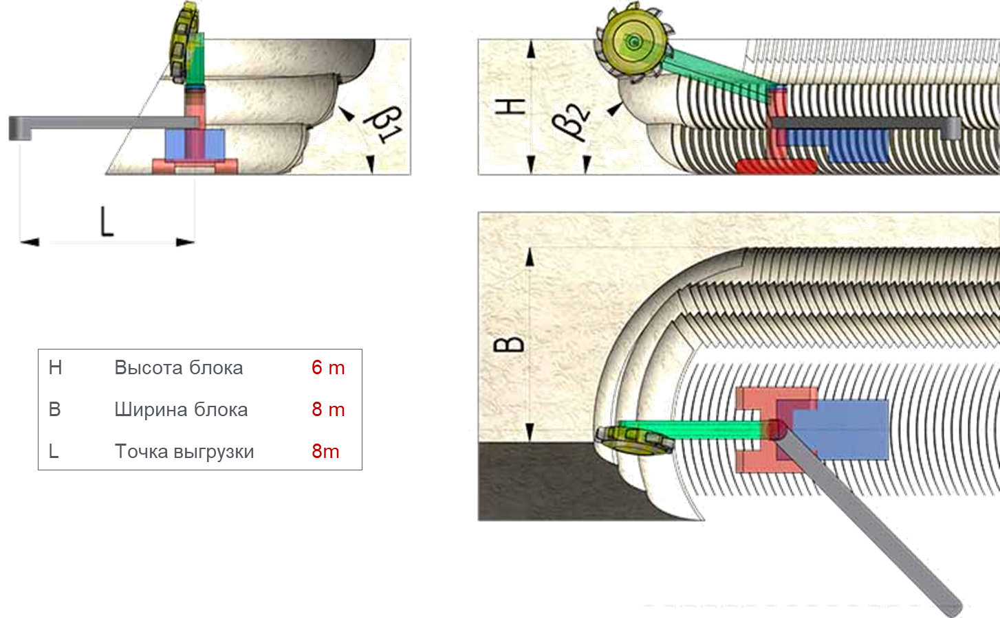 β1
L
H
β2
B
H Высота блока 6 m
B Ширина блока 8 m
L Точка выгрузки 8m